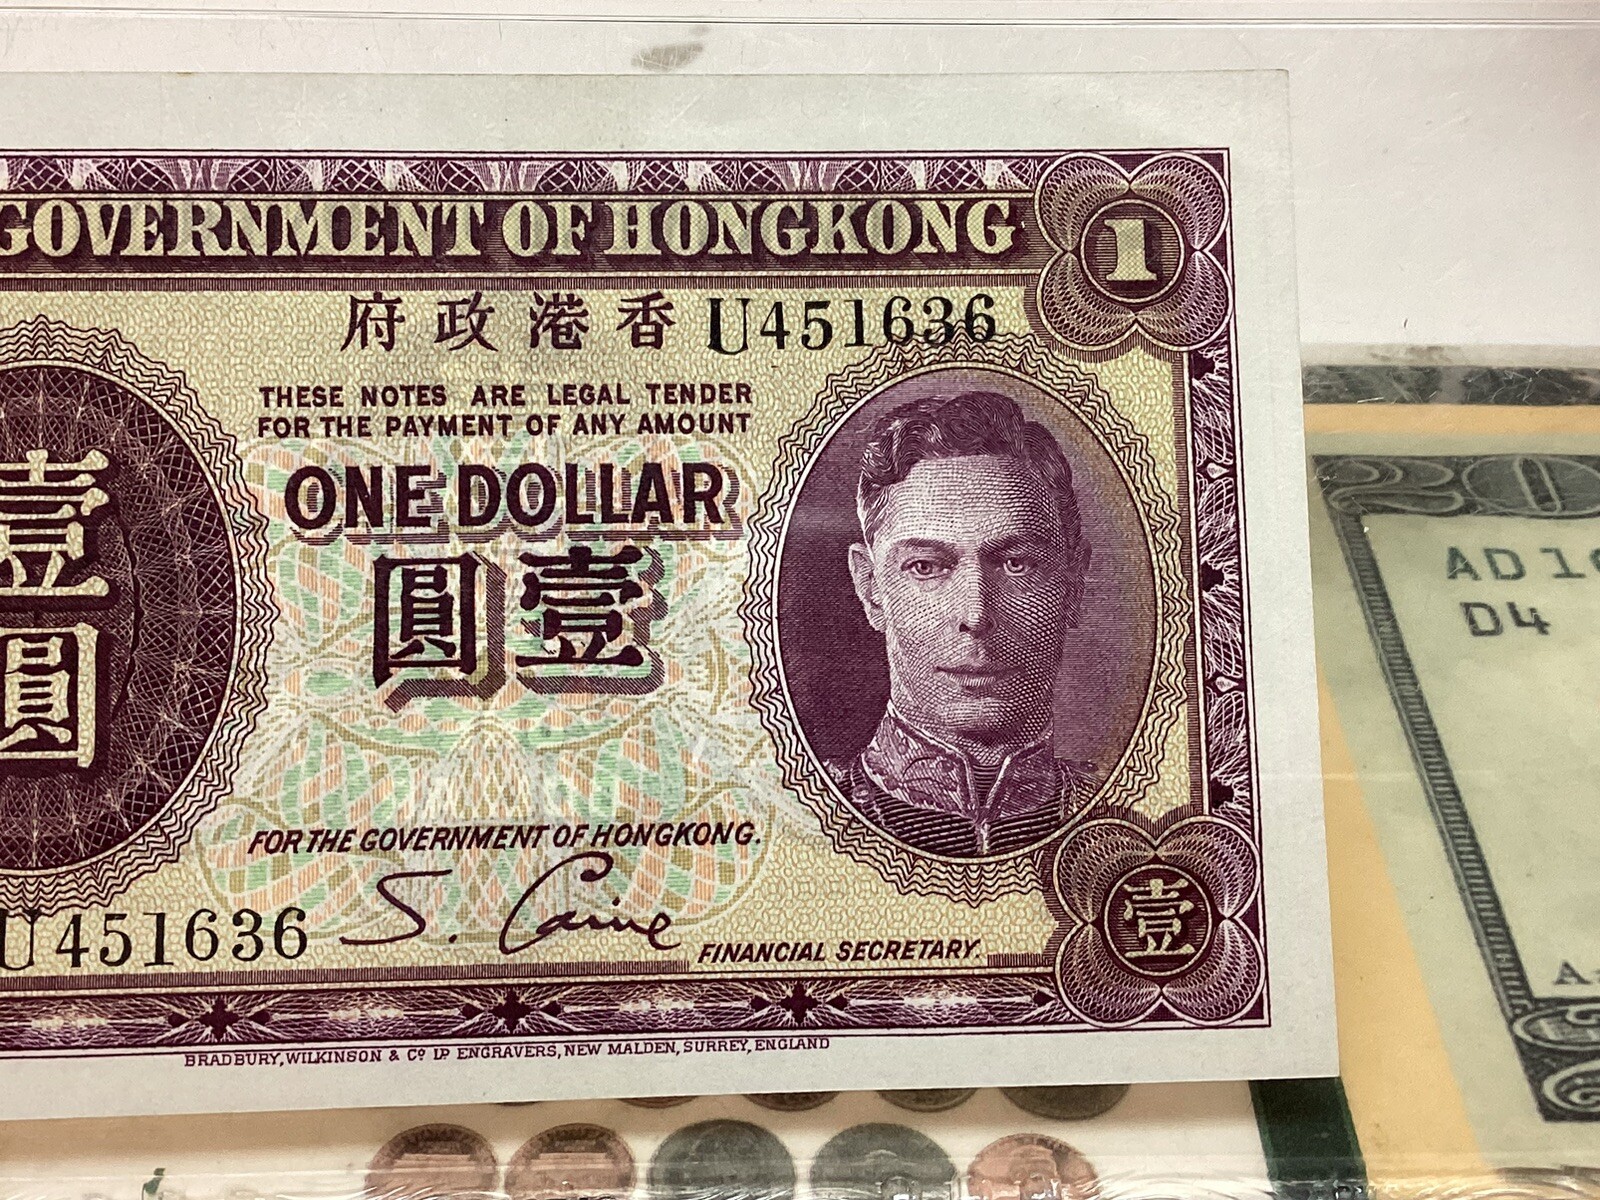 GOVERNMENT OF HONGKONG
1
府政港香
U451636
THESE NOTES ARE LEGAL TENDER
FOR THE PAYMENT OF ANY AMOUNT
ONE DOLLAR
圓壹
壹
圓
FOR THE GOVERNMENT OF HONGKONG.
U451636
S. Caine
FINANCIAL SECRETARY.
壹
BRADBURY, WILKINSON & Co LD ENGRAVERS, NEW MALDEN, SURREY, ENGLAND
AD 1
D4